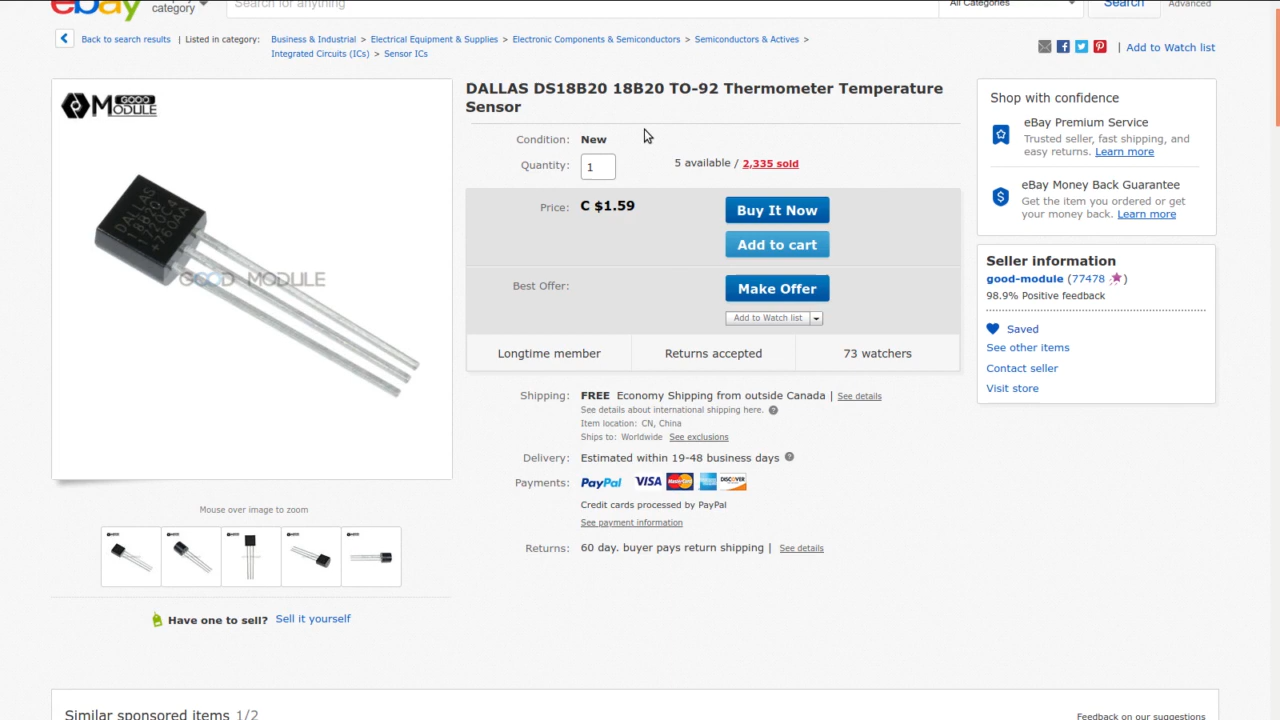 ebay
category
Search for anything
All Categories
Search
Advanced
Back to search results | Listed in category: Business & Industrial > Electrical Equipment & Supplies > Electronic Components & Semiconductors > Semiconductors & Actives >
Integrated Circuits (ICs) > Sensor ICs
| Add to Watch list
GOOD
MODULE
DALLAS
18B20
GOOD MODULE
Mouse over image to zoom
Have one to sell? Sell it yourself
DALLAS DS18B20 18B20 TO-92 Thermometer Temperature
Sensor
Condition: New
Quantity: 1 5 available / 2,335 sold
Price: C $1.59
Buy It Now
Add to cart
Best Offer:
Make Offer
Add to Watch list
Longtime member Returns accepted 73 watchers
Shipping: FREE Economy Shipping from outside Canada | See details
See details about international shipping here.
Item location: CN, China
Ships to: Worldwide See exclusions
Delivery: Estimated within 19-48 business days
Payments: PayPal VISA MasterCard DISCOVER
Credit cards processed by PayPal
See payment information
Returns: 60 day. buyer pays return shipping | See details
Shop with confidence
eBay Premium Service
Trusted seller, fast shipping, and
easy returns. Learn more
eBay Money Back Guarantee
Get the item you ordered or get
your money back. Learn more
Seller information
good-module (77478)
98.9% Positive feedback
Saved
See other items
Contact seller
Visit store
Similar sponsored items 1/2
Feedback on our suggestions